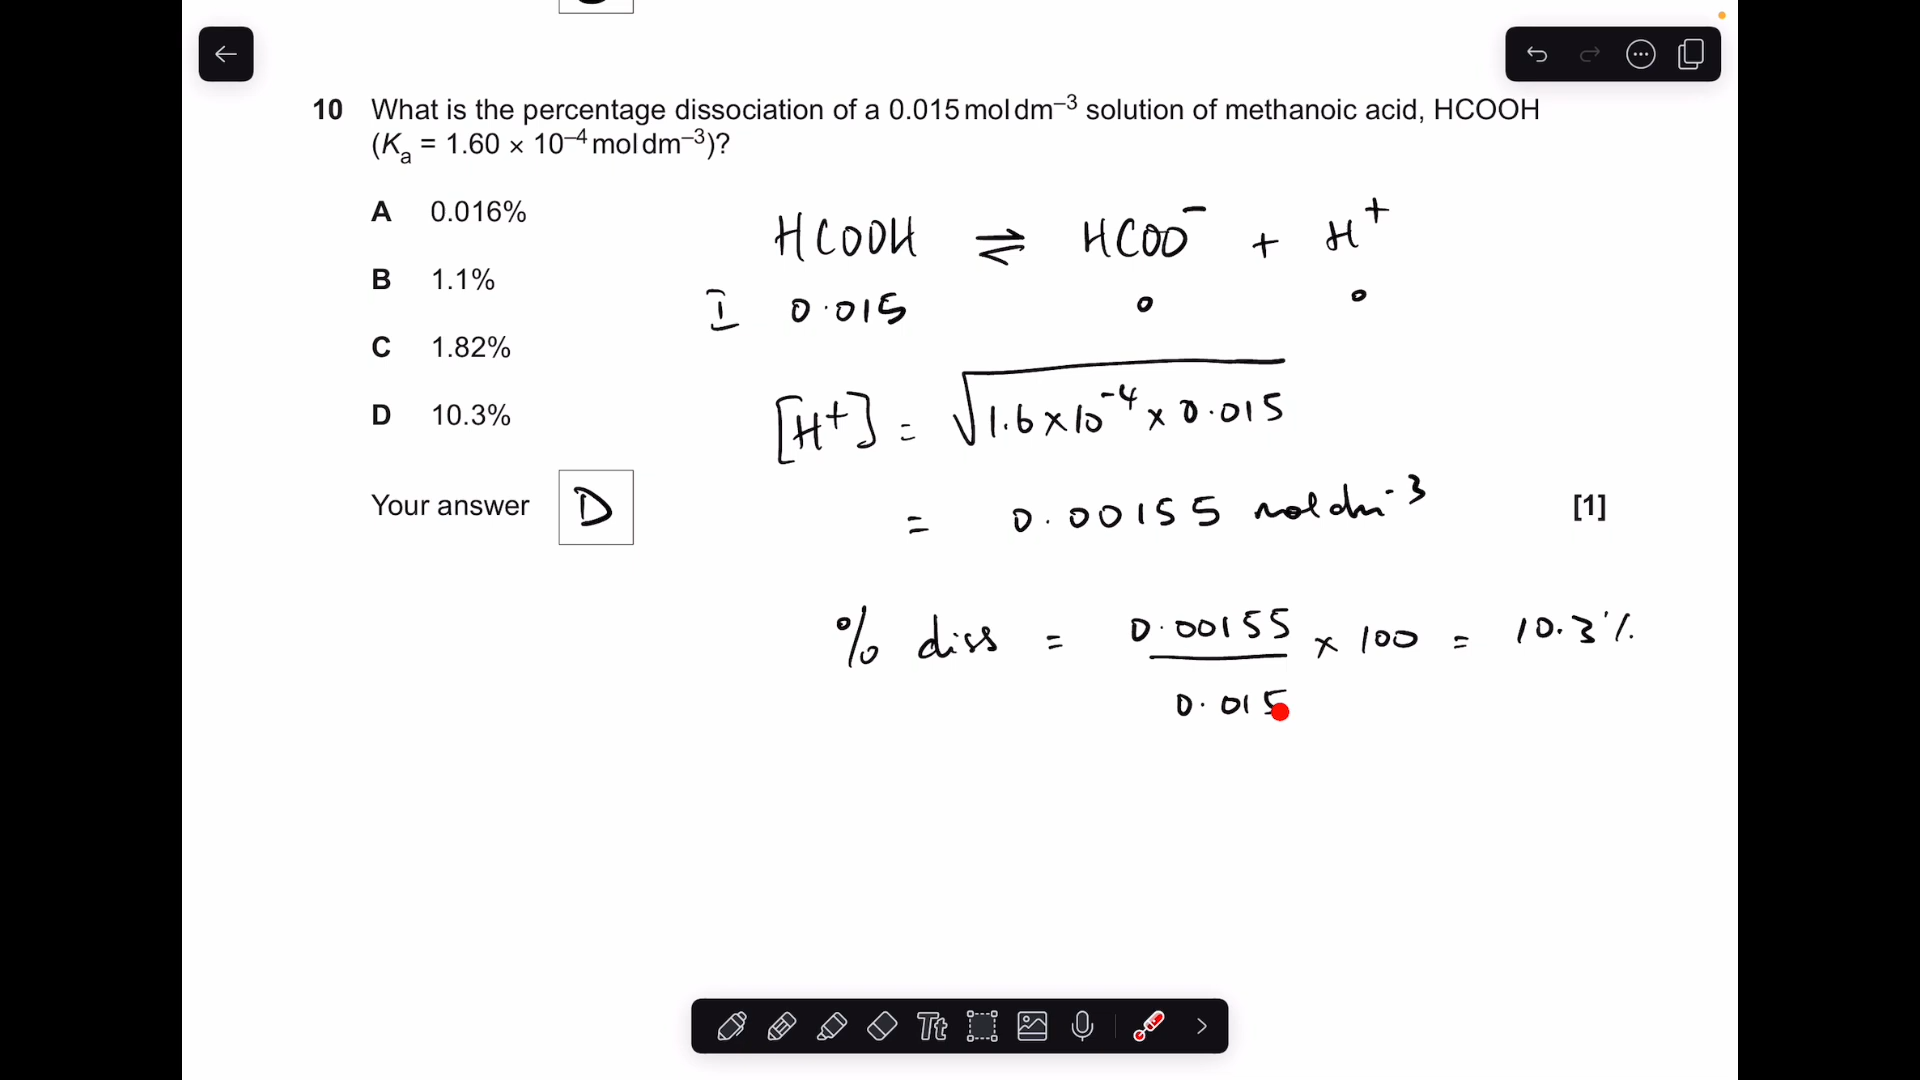 10 What is the percentage dissociation of a 0.015 mol dm⁻³ solution of methanoic acid, HCOOH
(Kₐ = 1.60 × 10⁻⁴ mol dm⁻³)?
A 0.016%
B 1.1%
C 1.82%
D 10.3%
Your answer D
[1]
HCOOH ⇌ HCOO⁻ + H⁺
I 0.015 0 0
[H⁺] = √1.6×10⁻⁴ × 0.015
= 0.00155 mol dm⁻³
% diss = 0.00155 / 0.015 × 100 = 10.3%
Tt